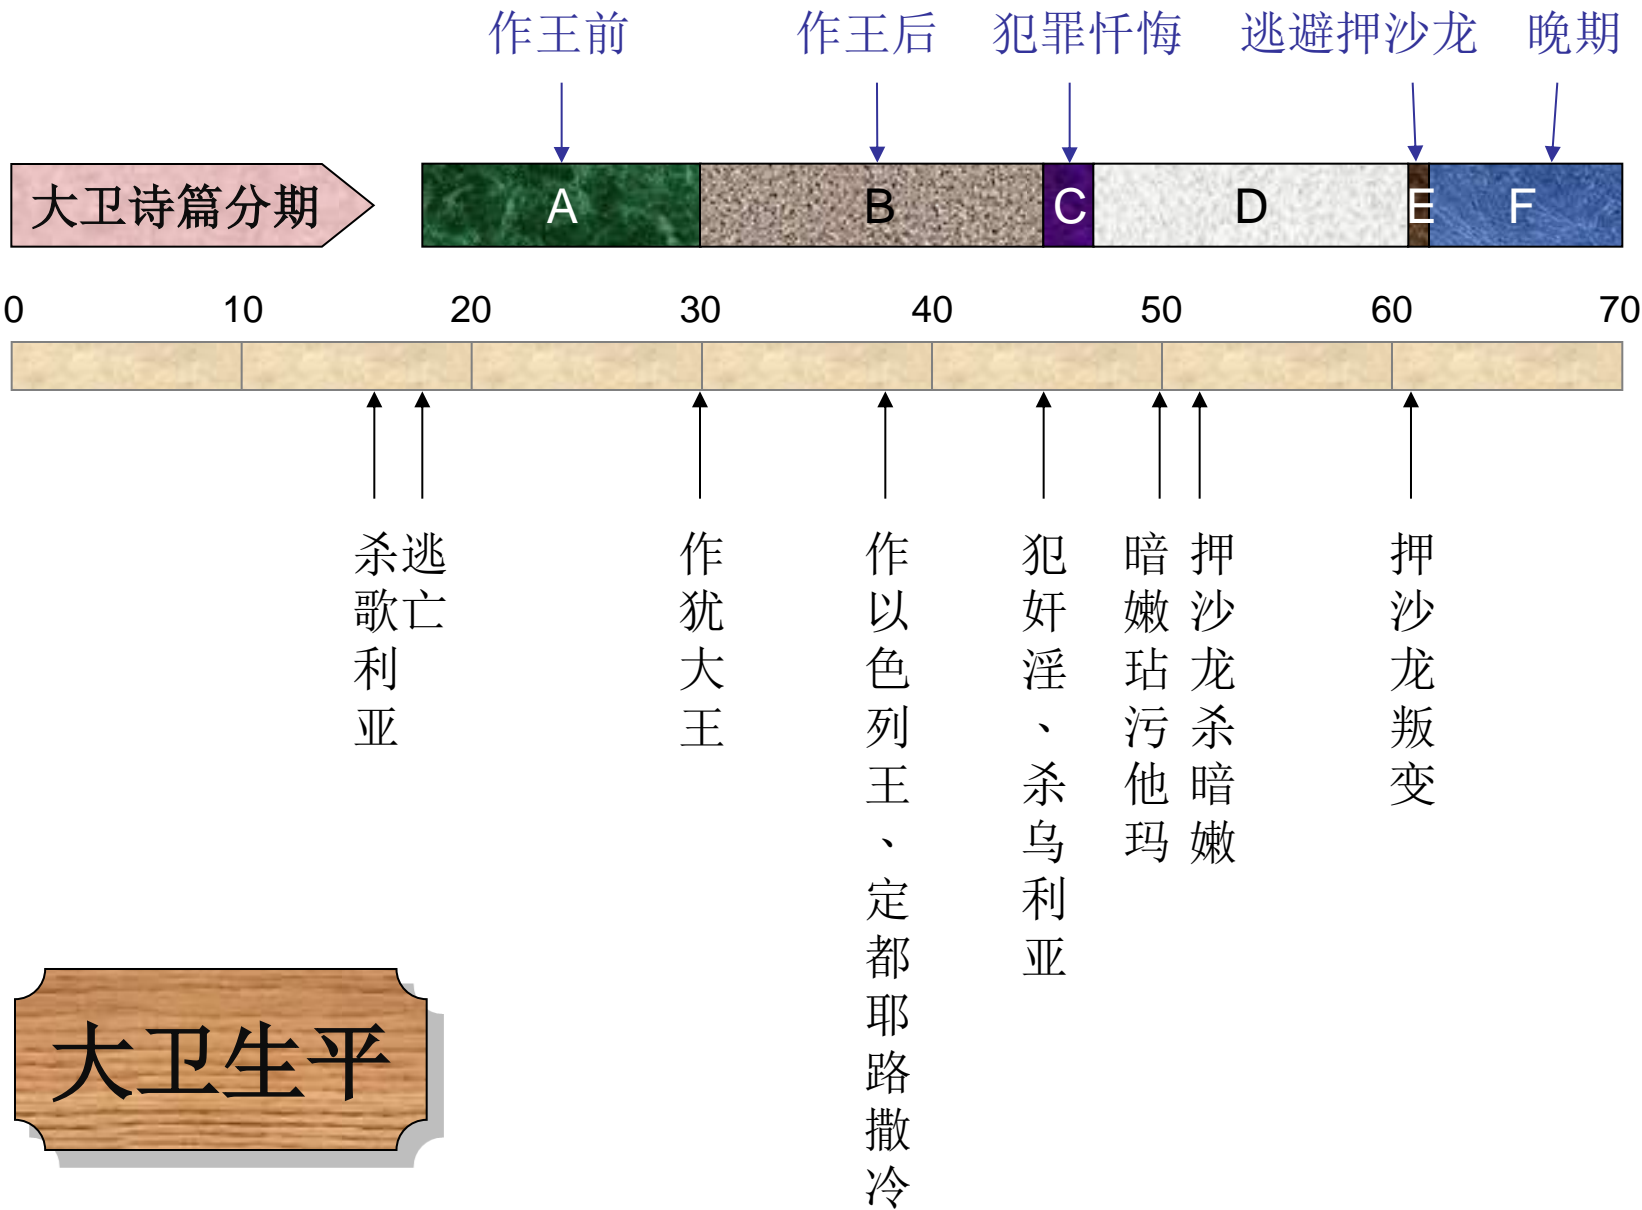 作王前 作王后 犯罪忏悔 逃避押沙龙 晚期
大卫诗篇分期 A B C D E F
0 10 20 30 40 50 60 70
杀歌利亚
逃亡
作犹大王
作以色列王、定都耶路撒冷
犯奸淫、杀乌利亚
暗嫩玷污他玛
押沙龙杀暗嫩
押沙龙叛变
大卫生平